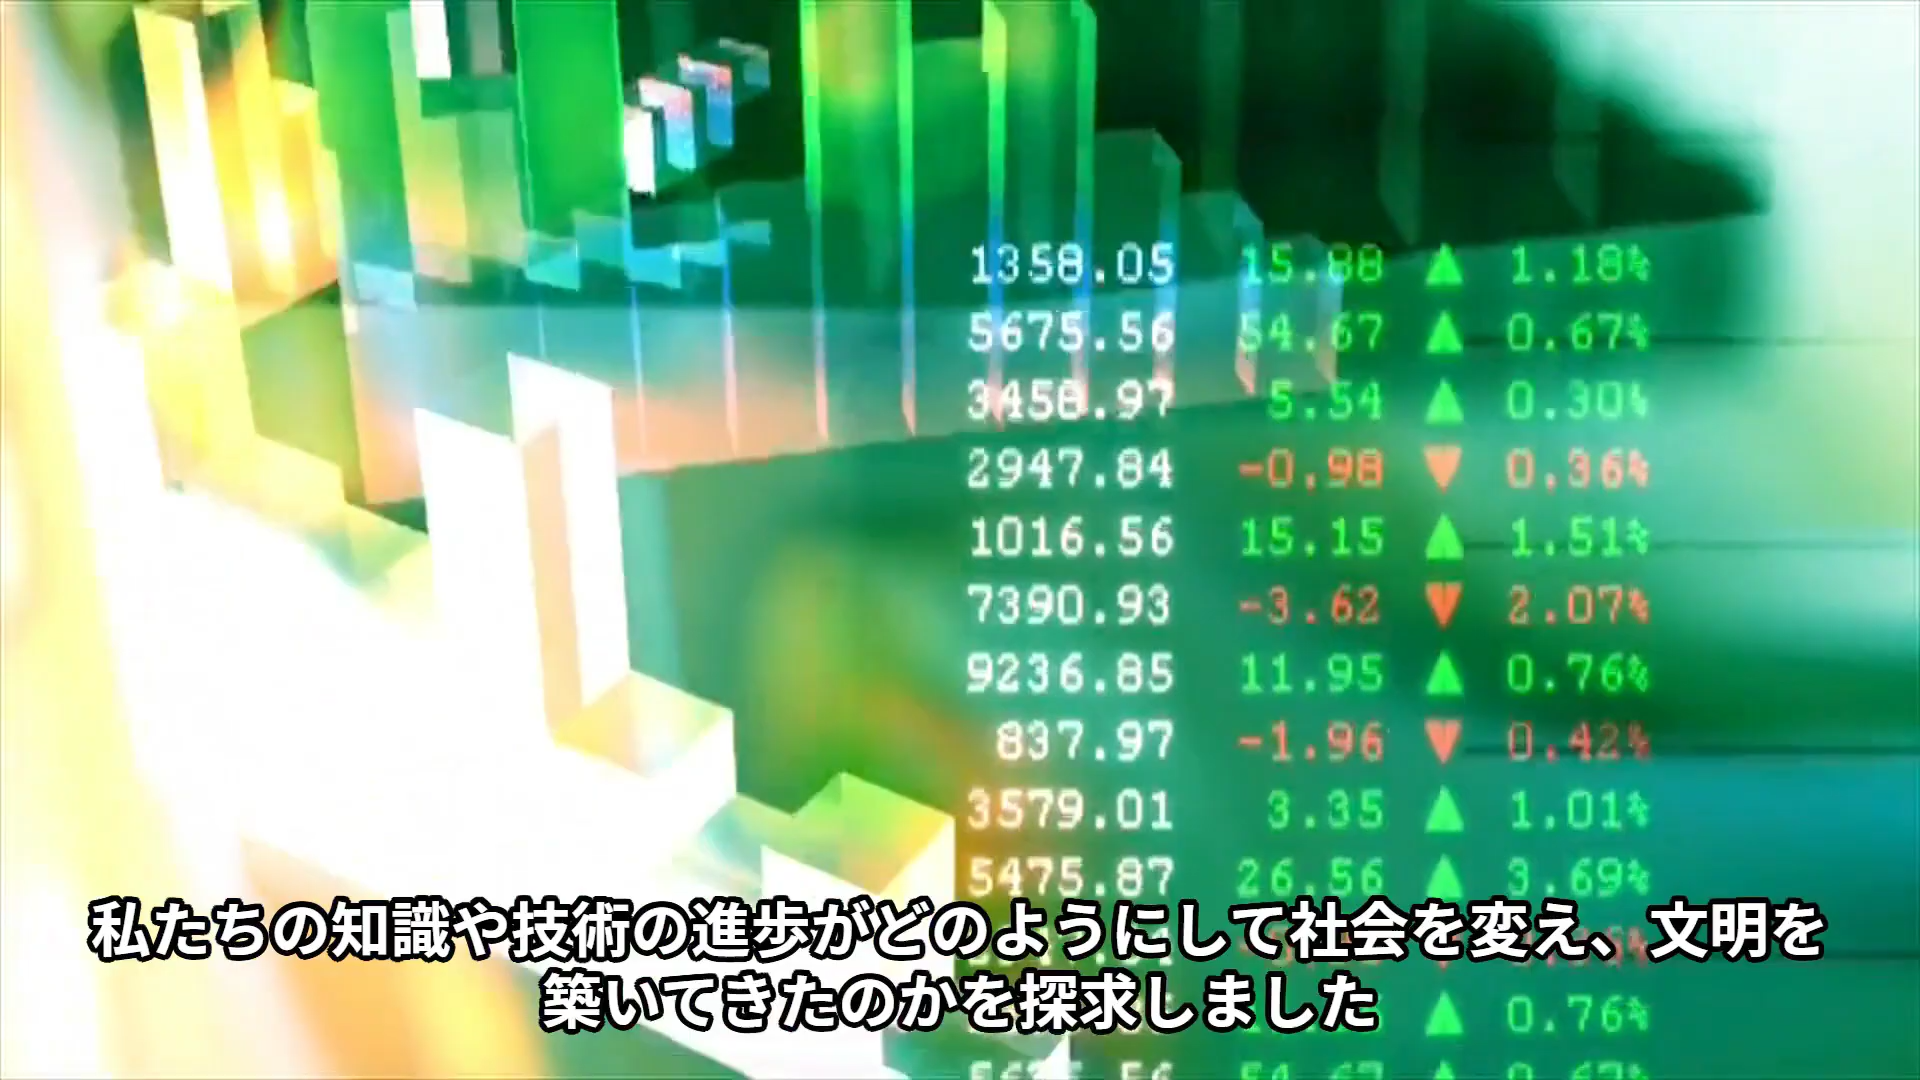 1358.05 15.88 ▲ 1.18%
5675.56 54.67 ▲ 0.67%
3458.97 5.54 ▲ 0.30%
2947.84 -0.98 ▼ 0.36%
1016.56 15.15 ▲ 1.51%
7390.93 -3.62 ▼ 2.07%
9236.85 11.95 ▲ 0.76%
837.97 -1.96 ▼ 0.42%
3579.01 3.35 ▲ 1.01%
5475.87 26.56 ▲ 3.69%
私たちの知識や技術の進歩がどのようにして社会を変え、文明を
築いてきたのかを探求しました
▲ 0.76%